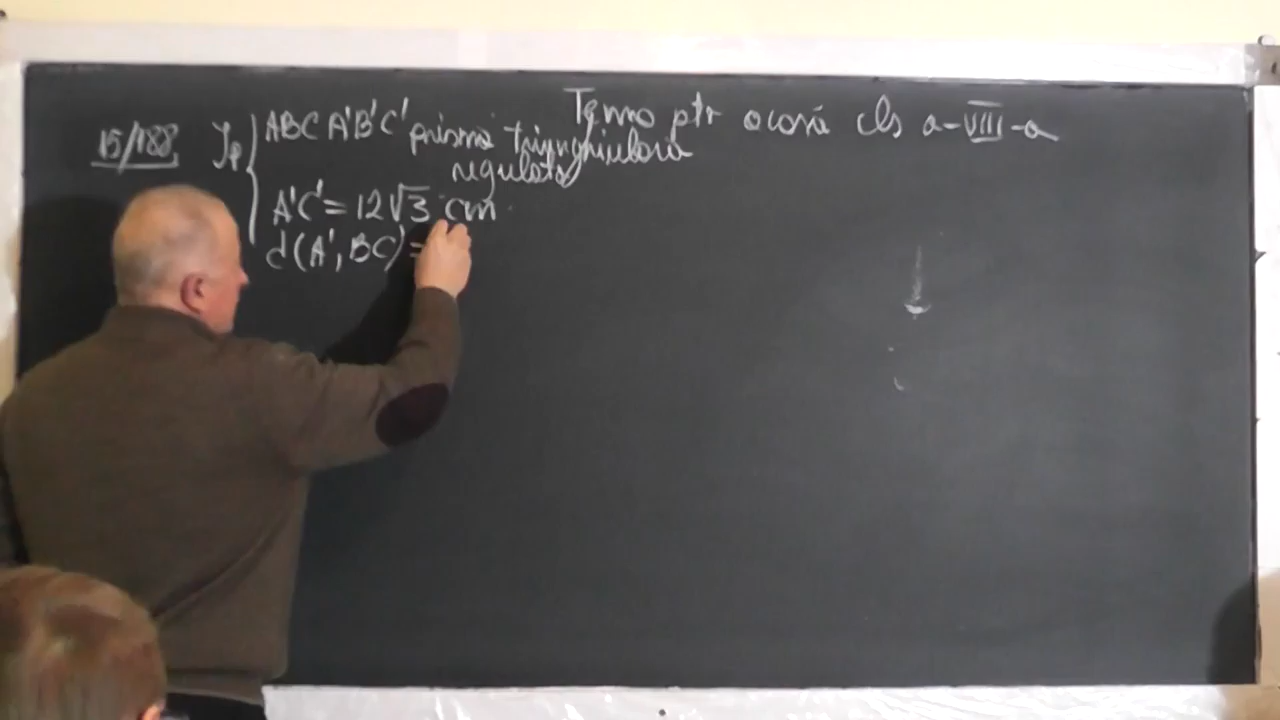 Temă ptr acasă cls a-VIII-a
15/188 Ip { ABCA'B'C' prismă triunghiulară
regulată
A'C' = 12√3 cm
d(A', BC) =